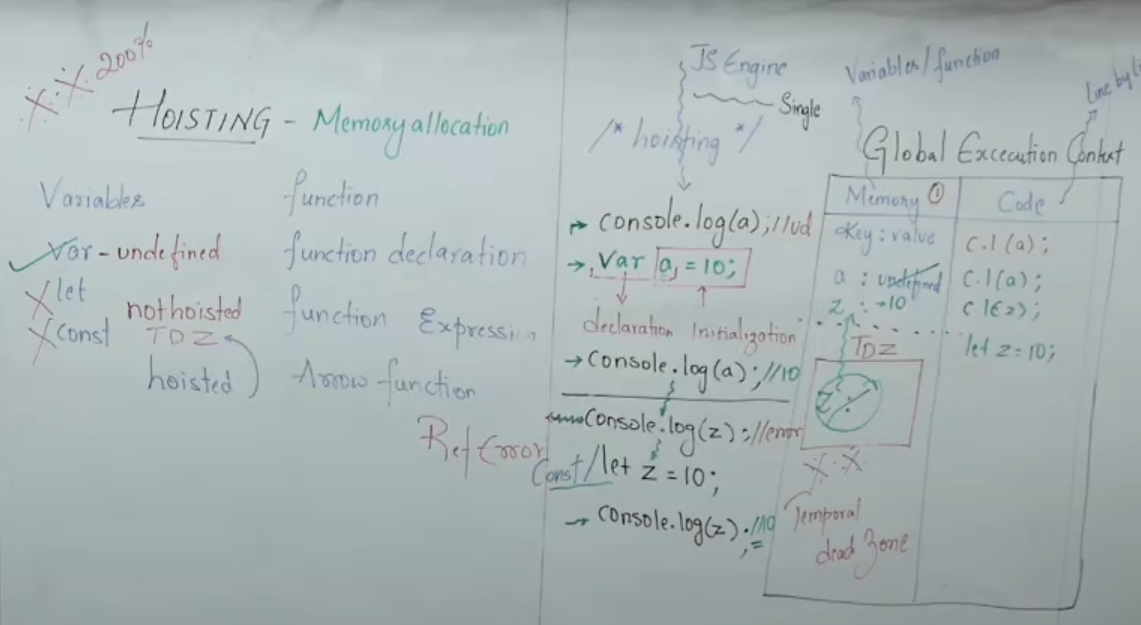 X X 200%
HOISTING - Memory allocation
Variables
function
var - undefined
function declaration
let
not hoisted
function Expression
const
TDZ
hoisted
Arrow function
JS Engine
Single
/* hoisting */
console.log(a); //ud
var a = 10;
declaration Initialization
console.log(a); //10
console.log(z); //error
Ref Error
Const/let z = 10;
console.log(z). //10
Variables/function
Line by
Global Excecution Context
Memory ①
Code
Key : value
a : undefined
z : → 10
TDZ
z
X X
Temporal
dead zone
c.l (a);
c.l(a);
c l(z);
let z = 10;